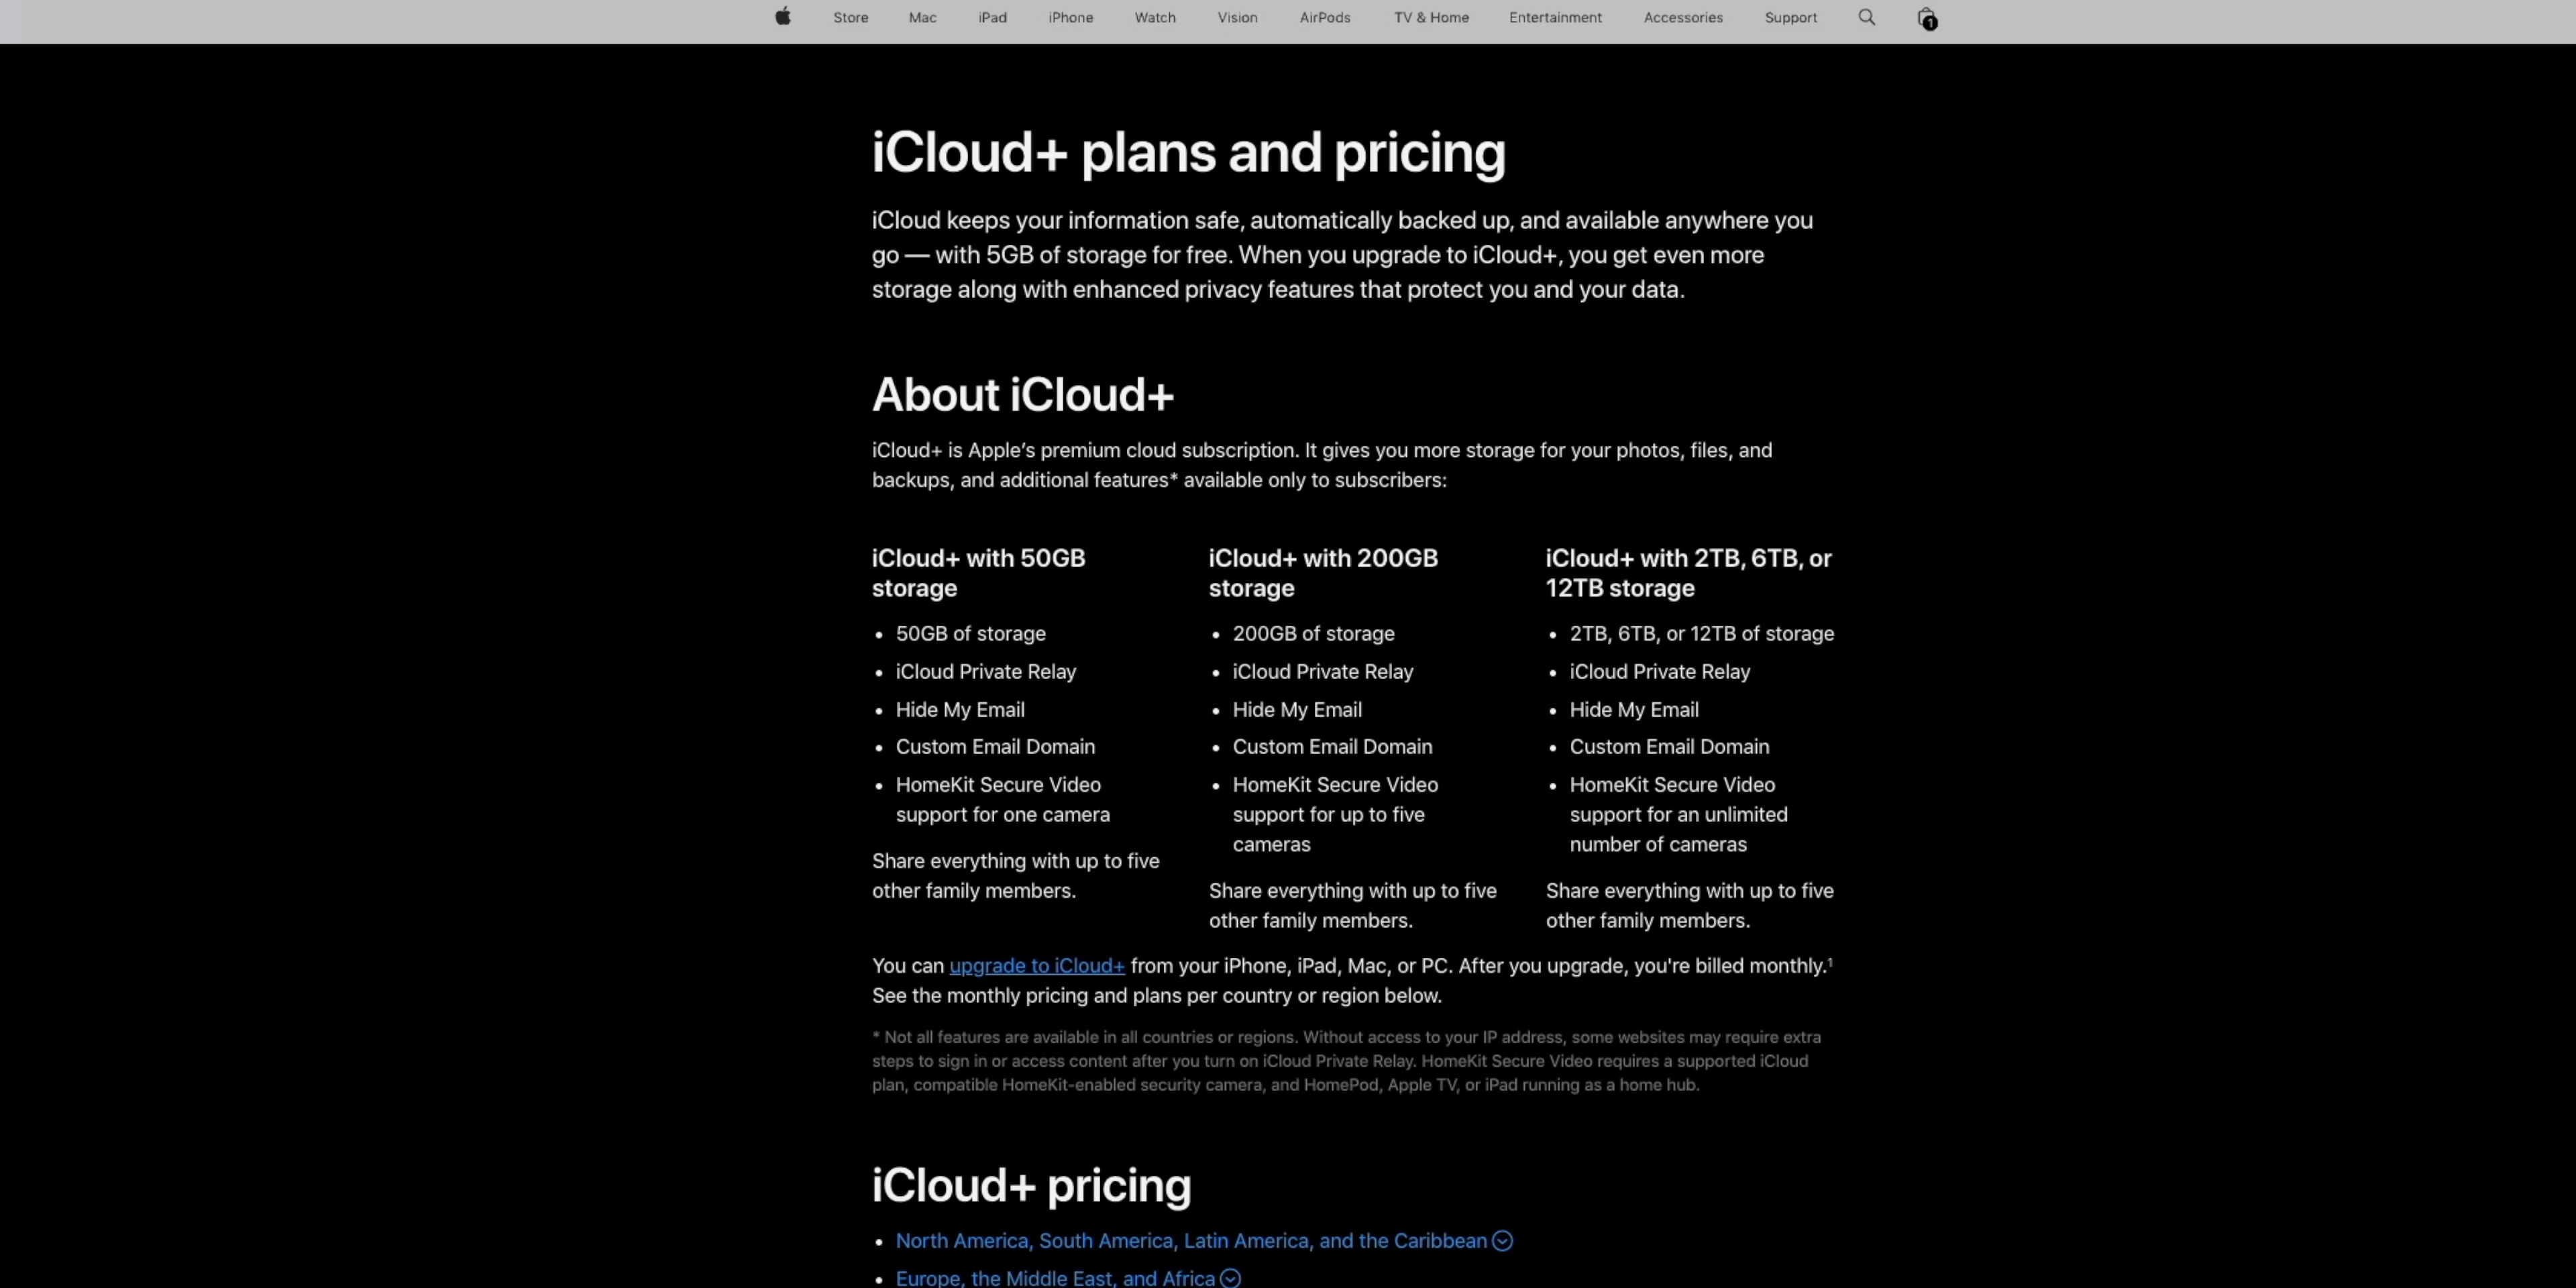 Store Mac iPad iPhone Watch Vision AirPods TV & Home Entertainment Accessories Support 1
iCloud+ plans and pricing
iCloud keeps your information safe, automatically backed up, and available anywhere you
go — with 5GB of storage for free. When you upgrade to iCloud+, you get even more
storage along with enhanced privacy features that protect you and your data.
About iCloud+
iCloud+ is Apple’s premium cloud subscription. It gives you more storage for your photos, files, and
backups, and additional features* available only to subscribers:
iCloud+ with 50GB
storage
• 50GB of storage
• iCloud Private Relay
• Hide My Email
• Custom Email Domain
• HomeKit Secure Video
support for one camera
Share everything with up to five
other family members.
iCloud+ with 200GB
storage
• 200GB of storage
• iCloud Private Relay
• Hide My Email
• Custom Email Domain
• HomeKit Secure Video
support for up to five
cameras
Share everything with up to five
other family members.
iCloud+ with 2TB, 6TB, or
12TB storage
• 2TB, 6TB, or 12TB of storage
• iCloud Private Relay
• Hide My Email
• Custom Email Domain
• HomeKit Secure Video
support for an unlimited
number of cameras
Share everything with up to five
other family members.
You can upgrade to iCloud+ from your iPhone, iPad, Mac, or PC. After you upgrade, you're billed monthly.¹
See the monthly pricing and plans per country or region below.
* Not all features are available in all countries or regions. Without access to your IP address, some websites may require extra
steps to sign in or access content after you turn on iCloud Private Relay. HomeKit Secure Video requires a supported iCloud
plan, compatible HomeKit-enabled security camera, and HomePod, Apple TV, or iPad running as a home hub.
iCloud+ pricing
• North America, South America, Latin America, and the Caribbean
• Europe, the Middle East, and Africa